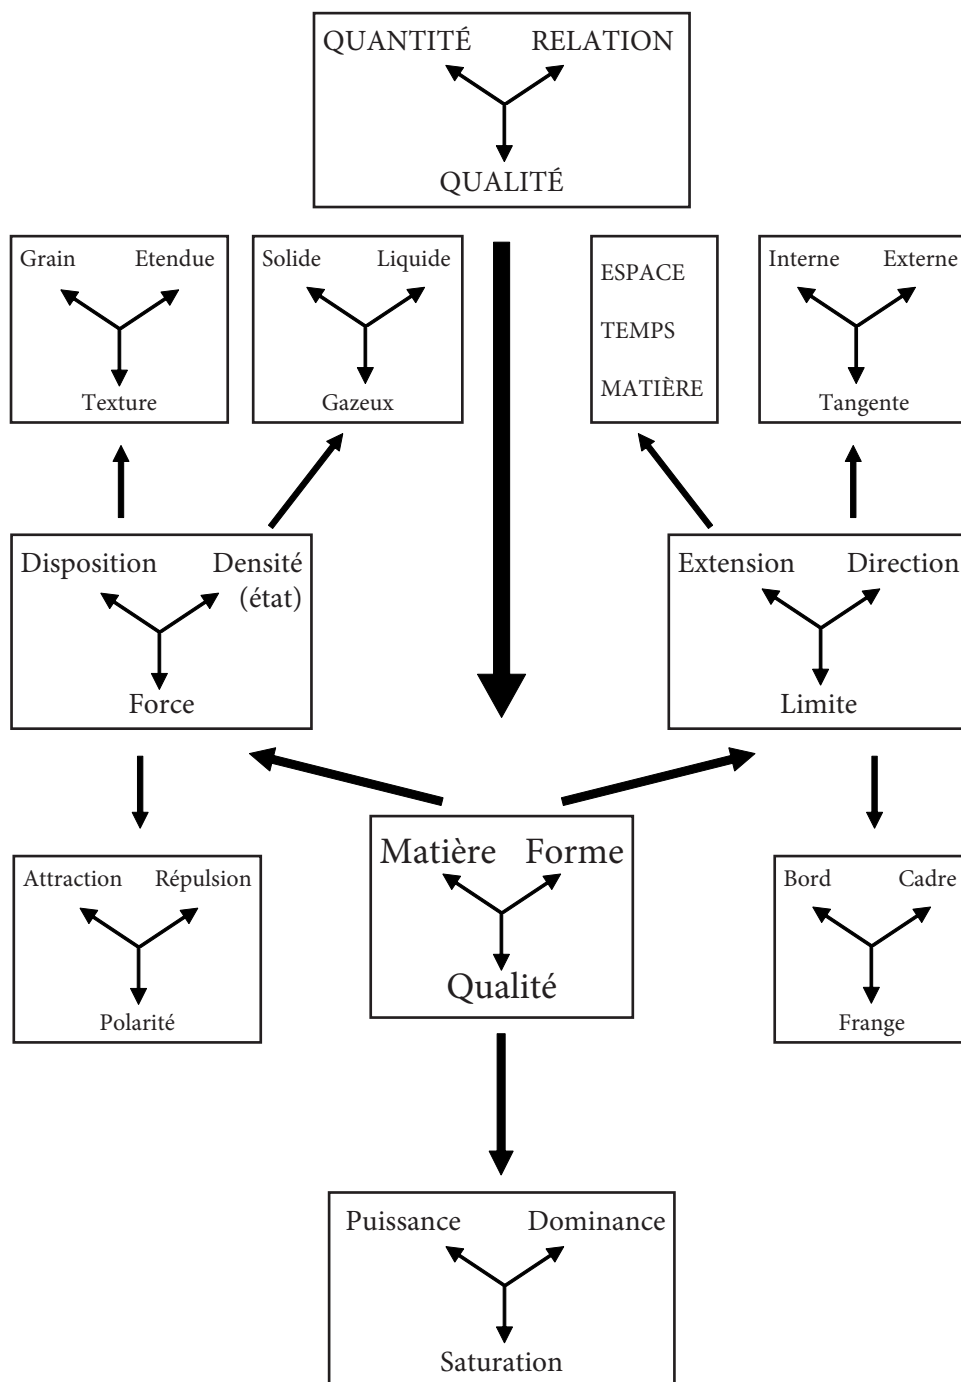 QUANTITÉ RELATION
QUALITÉ
Grain Etendue
Texture
Solide Liquide
Gazeux
ESPACE
TEMPS
MATIÈRE
Interne Externe
Tangente
Disposition Densité
(état)
Force
Extension Direction
Limite
Matière Forme
Qualité
Attraction Répulsion
Polarité
Bord Cadre
Frange
Puissance Dominance
Saturation